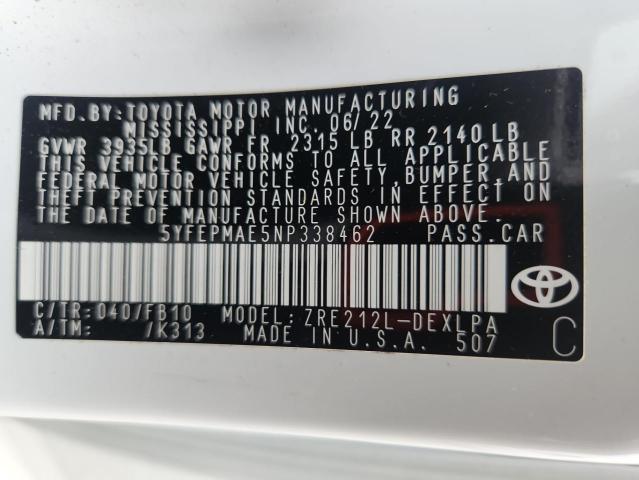 MFD.BY:TOYOTA MOTOR MANUFACTURING
MISSISSIPPI INC. 06/22
GVWR 3935LB GAWR FR 2315 LB RR 2140 LB
THIS VEHICLE CONFORMS TO ALL APPLICABLE
FEDERAL MOTOR VEHICLE SAFETY, BUMPER, AND
THEFT PREVENTION STANDARDS IN EFFECT ON
THE DATE OF MANUFACTURE SHOWN ABOVE.
5YFEPMAE5NP338462 PASS.CAR
C/TR:040/FB10 MODEL: ZRE212L-DEXLPA
A/TM: /K313 MADE IN U.S.A. 507
C